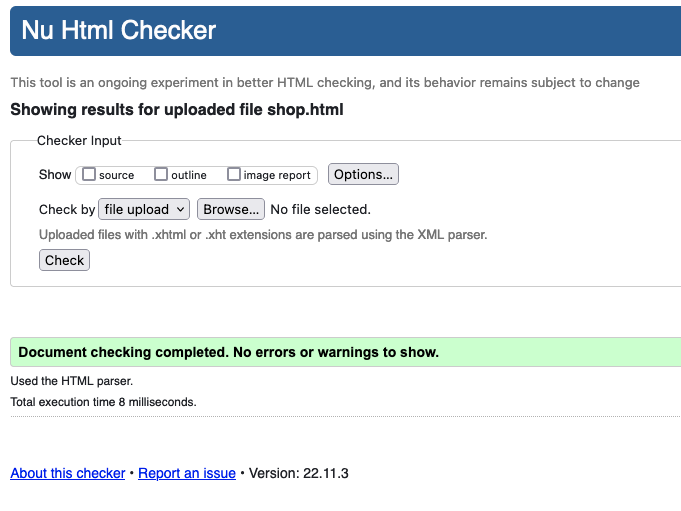 Nu Html Checker
This tool is an ongoing experiment in better HTML checking, and its behavior remains subject to change
Showing results for uploaded file shop.html
Checker Input
Show source outline image report Options...
Check by file upload Browse... No file selected.
Uploaded files with .xhtml or .xht extensions are parsed using the XML parser.
Check
Document checking completed. No errors or warnings to show.
Used the HTML parser.
Total execution time 8 milliseconds.
About this checker • Report an issue • Version: 22.11.3